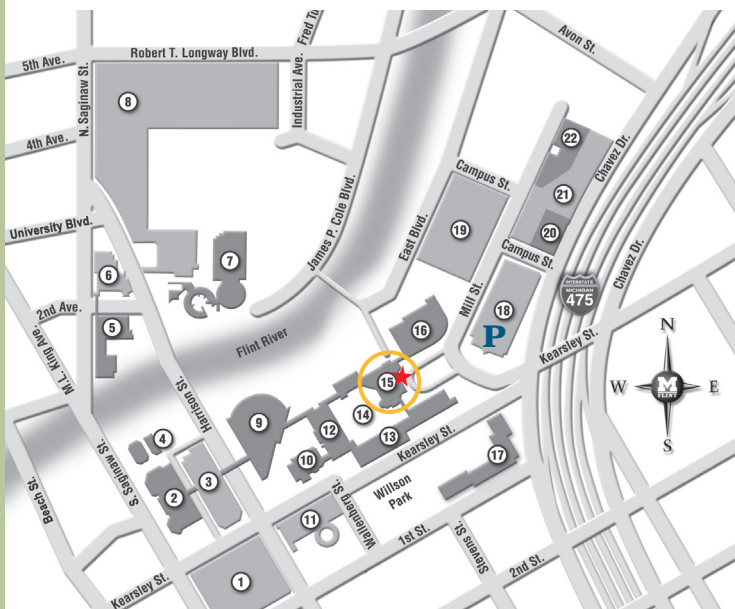 Fred Tu
Avon St.
Robert T. Longway Blvd.
5th Ave.
N. Saginaw St.
Industrial Ave.
8
4th Ave.
22
Chavez Dr.
Campus St.
21
James P. Cole Blvd.
University Blvd.
19
20
East Blvd.
7
Campus St.
6
Chavez Dr.
INTERSTATE
MICHIGAN
475
2nd Ave.
Mill St.
18
5
16
P
Flint River
Kearsley St.
N
M.L. King Ave.
Harrison St.
15
W
M
FLINT
E
9
14
12
13
S
4
Kearsley St.
10
17
3
S. Saginaw St.
2
Willson
Park
Beach St.
11
Wallenberg St.
1st St.
Stevens St.
2nd St.
Kearsley St.
1